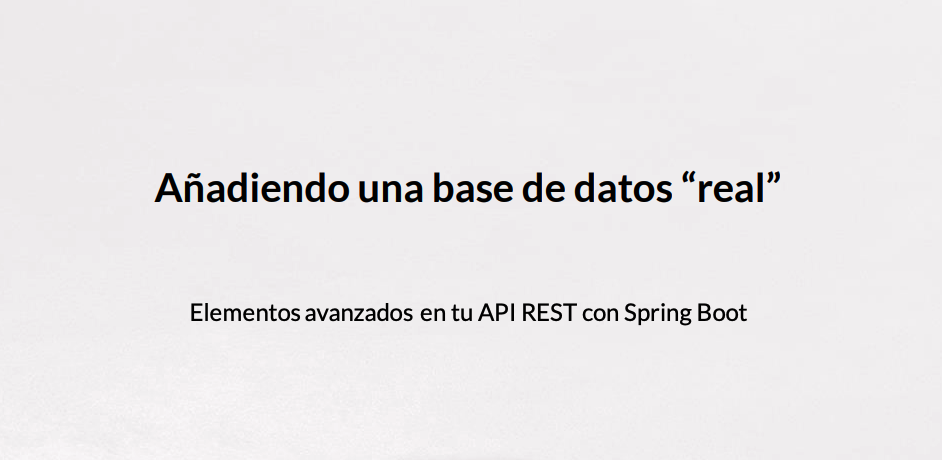 Añadiendo una base de datos “real”
Elementos avanzados en tu API REST con Spring Boot